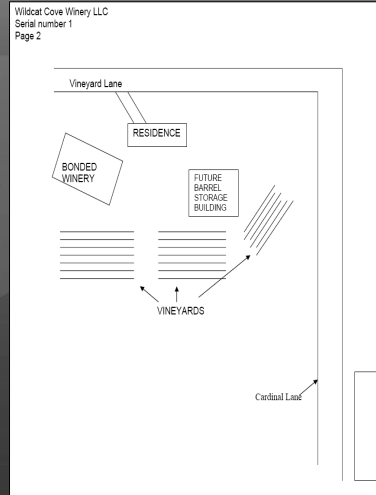 Wildcat Cove Winery LLC
Serial number 1
Page 2
Vineyard Lane
RESIDENCE
BONDED
WINERY
FUTURE
BARREL
STORAGE
BUILDING
VINEYARDS
Cardinal Lane